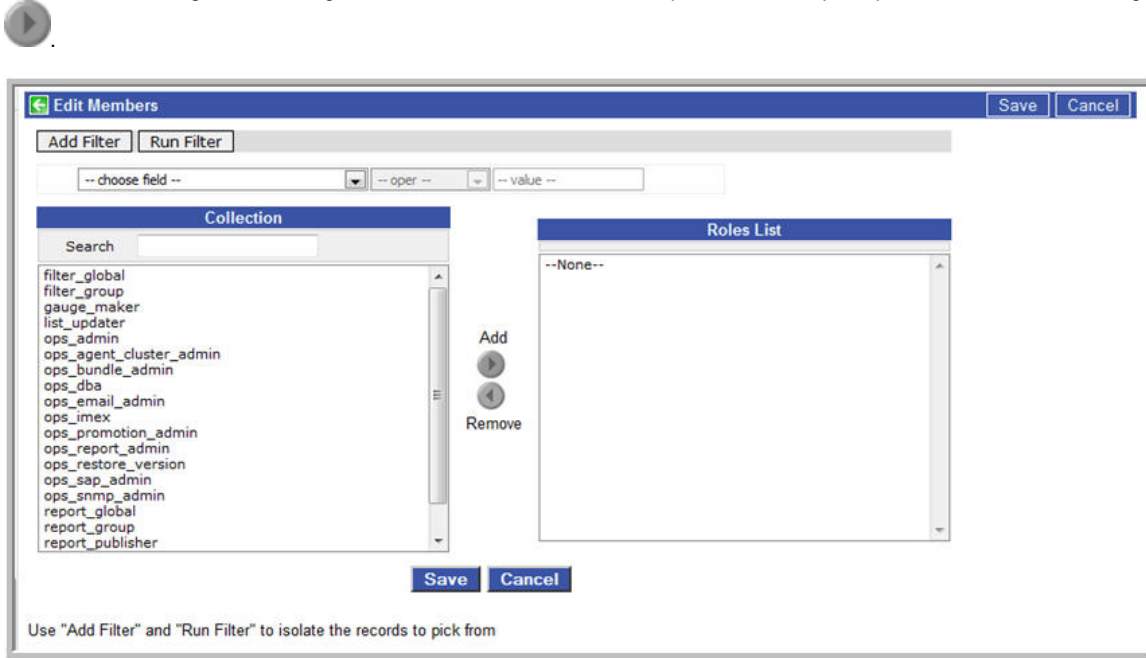 .
Edit Members Save Cancel
Add Filter Run Filter
-- choose field -- -- oper -- -- value --
Collection
Roles List
Search
--None--
filter_global
filter_group
gauge_maker
list_updater
ops_admin
ops_agent_cluster_admin
ops_bundle_admin
ops_dba
ops_email_admin
ops_imex
ops_promotion_admin
ops_report_admin
ops_restore_version
ops_sap_admin
ops_snmp_admin
report_global
report_group
report_publisher
Add
Remove
Save Cancel
Use "Add Filter" and "Run Filter" to isolate the records to pick from